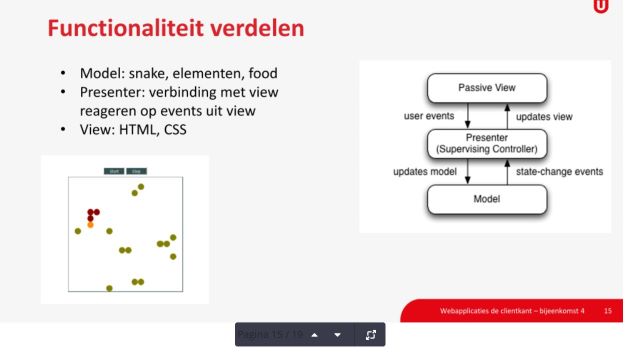 Functionaliteit verdelen
• Model: snake, elementen, food
• Presenter: verbinding met view
reageren op events uit view
• View: HTML, CSS
start stop
Passive View
user events updates view
Presenter
(Supervising Controller)
updates model state-change events
Model
Webapplicaties de clientkant – bijeenkomst 4 15
Pagina 15 / 19